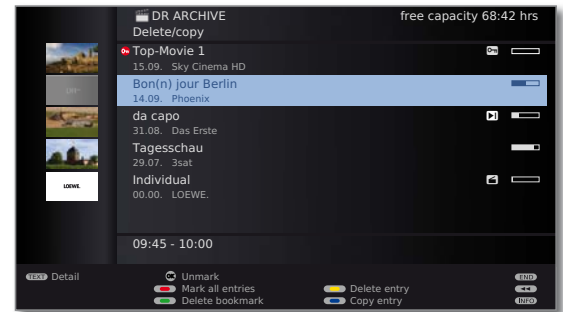 DR ARCHIVE
free capacity 68:42 hrs
Delete/copy
Top-Movie 1
15.09. Sky Cinema HD
Bon(n) jour Berlin
14.09. Phoenix
da capo
31.08. Das Erste
Tagesschau
29.07. 3sat
Individual
00.00. LOEWE.
LOEWE.
09:45 - 10:00
TEXT Detail
OK Unmark
END
Mark all entries
Delete entry
Delete bookmark
Copy entry
INFO